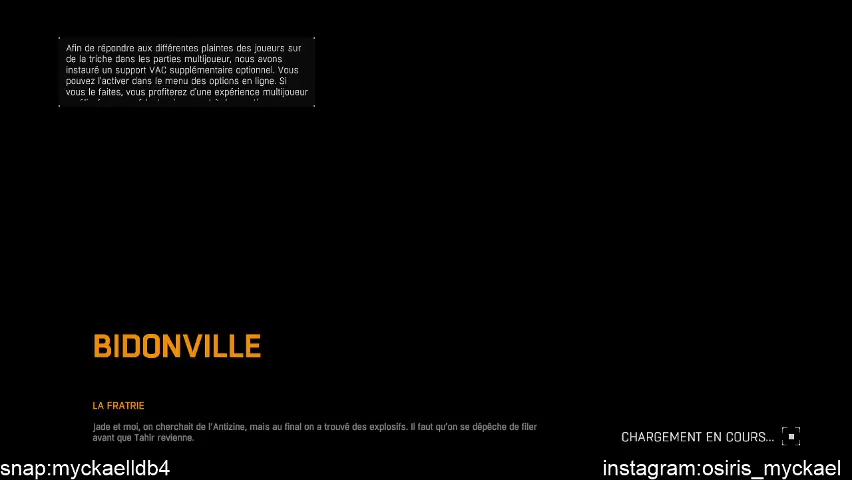 Afin de répondre aux différentes plaintes des joueurs sur
de la triche dans les parties multijoueur, nous avons
instauré un support VAC supplémentaire optionnel. Vous
pouvez l'activer dans le menu des options en ligne. Si
vous le faites, vous profiterez d'une expérience multijoueur
BIDONVILLE
LA FRATRIE
Jade et moi, on cherchait de l'Antizine, mais au final on a trouvé des explosifs. Il faut qu'on se dépêche de filer
avant que Tahir revienne.
CHARGEMENT EN COURS...
snap:myckaelldb4
instagram:osiris_myckael